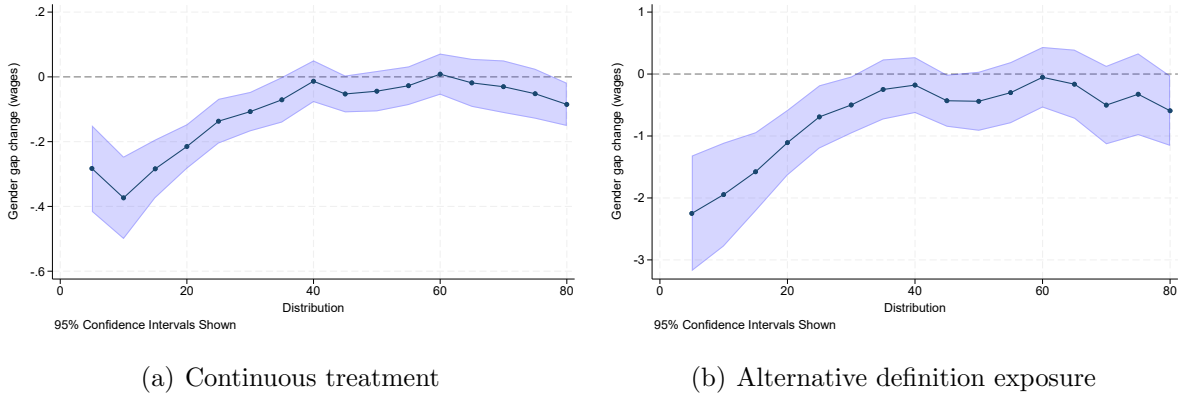 .2
0
-.2
-.4
-.6
Gender gap change (wages)
0
20
40
60
80
Distribution
95% Confidence Intervals Shown
(a) Continuous treatment
1
0
-1
-2
-3
Gender gap change (wages)
0
20
40
60
80
Distribution
95% Confidence Intervals Shown
(b) Alternative definition exposure